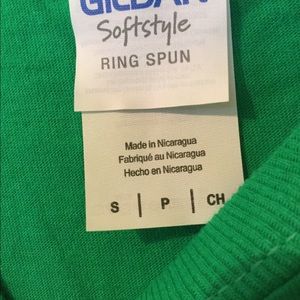 GILDAN
Softstyle
RING SPUN
Made in Nicaragua
Fabriqué au Nicaragua
Hecho en Nicaragua
S | P | CH